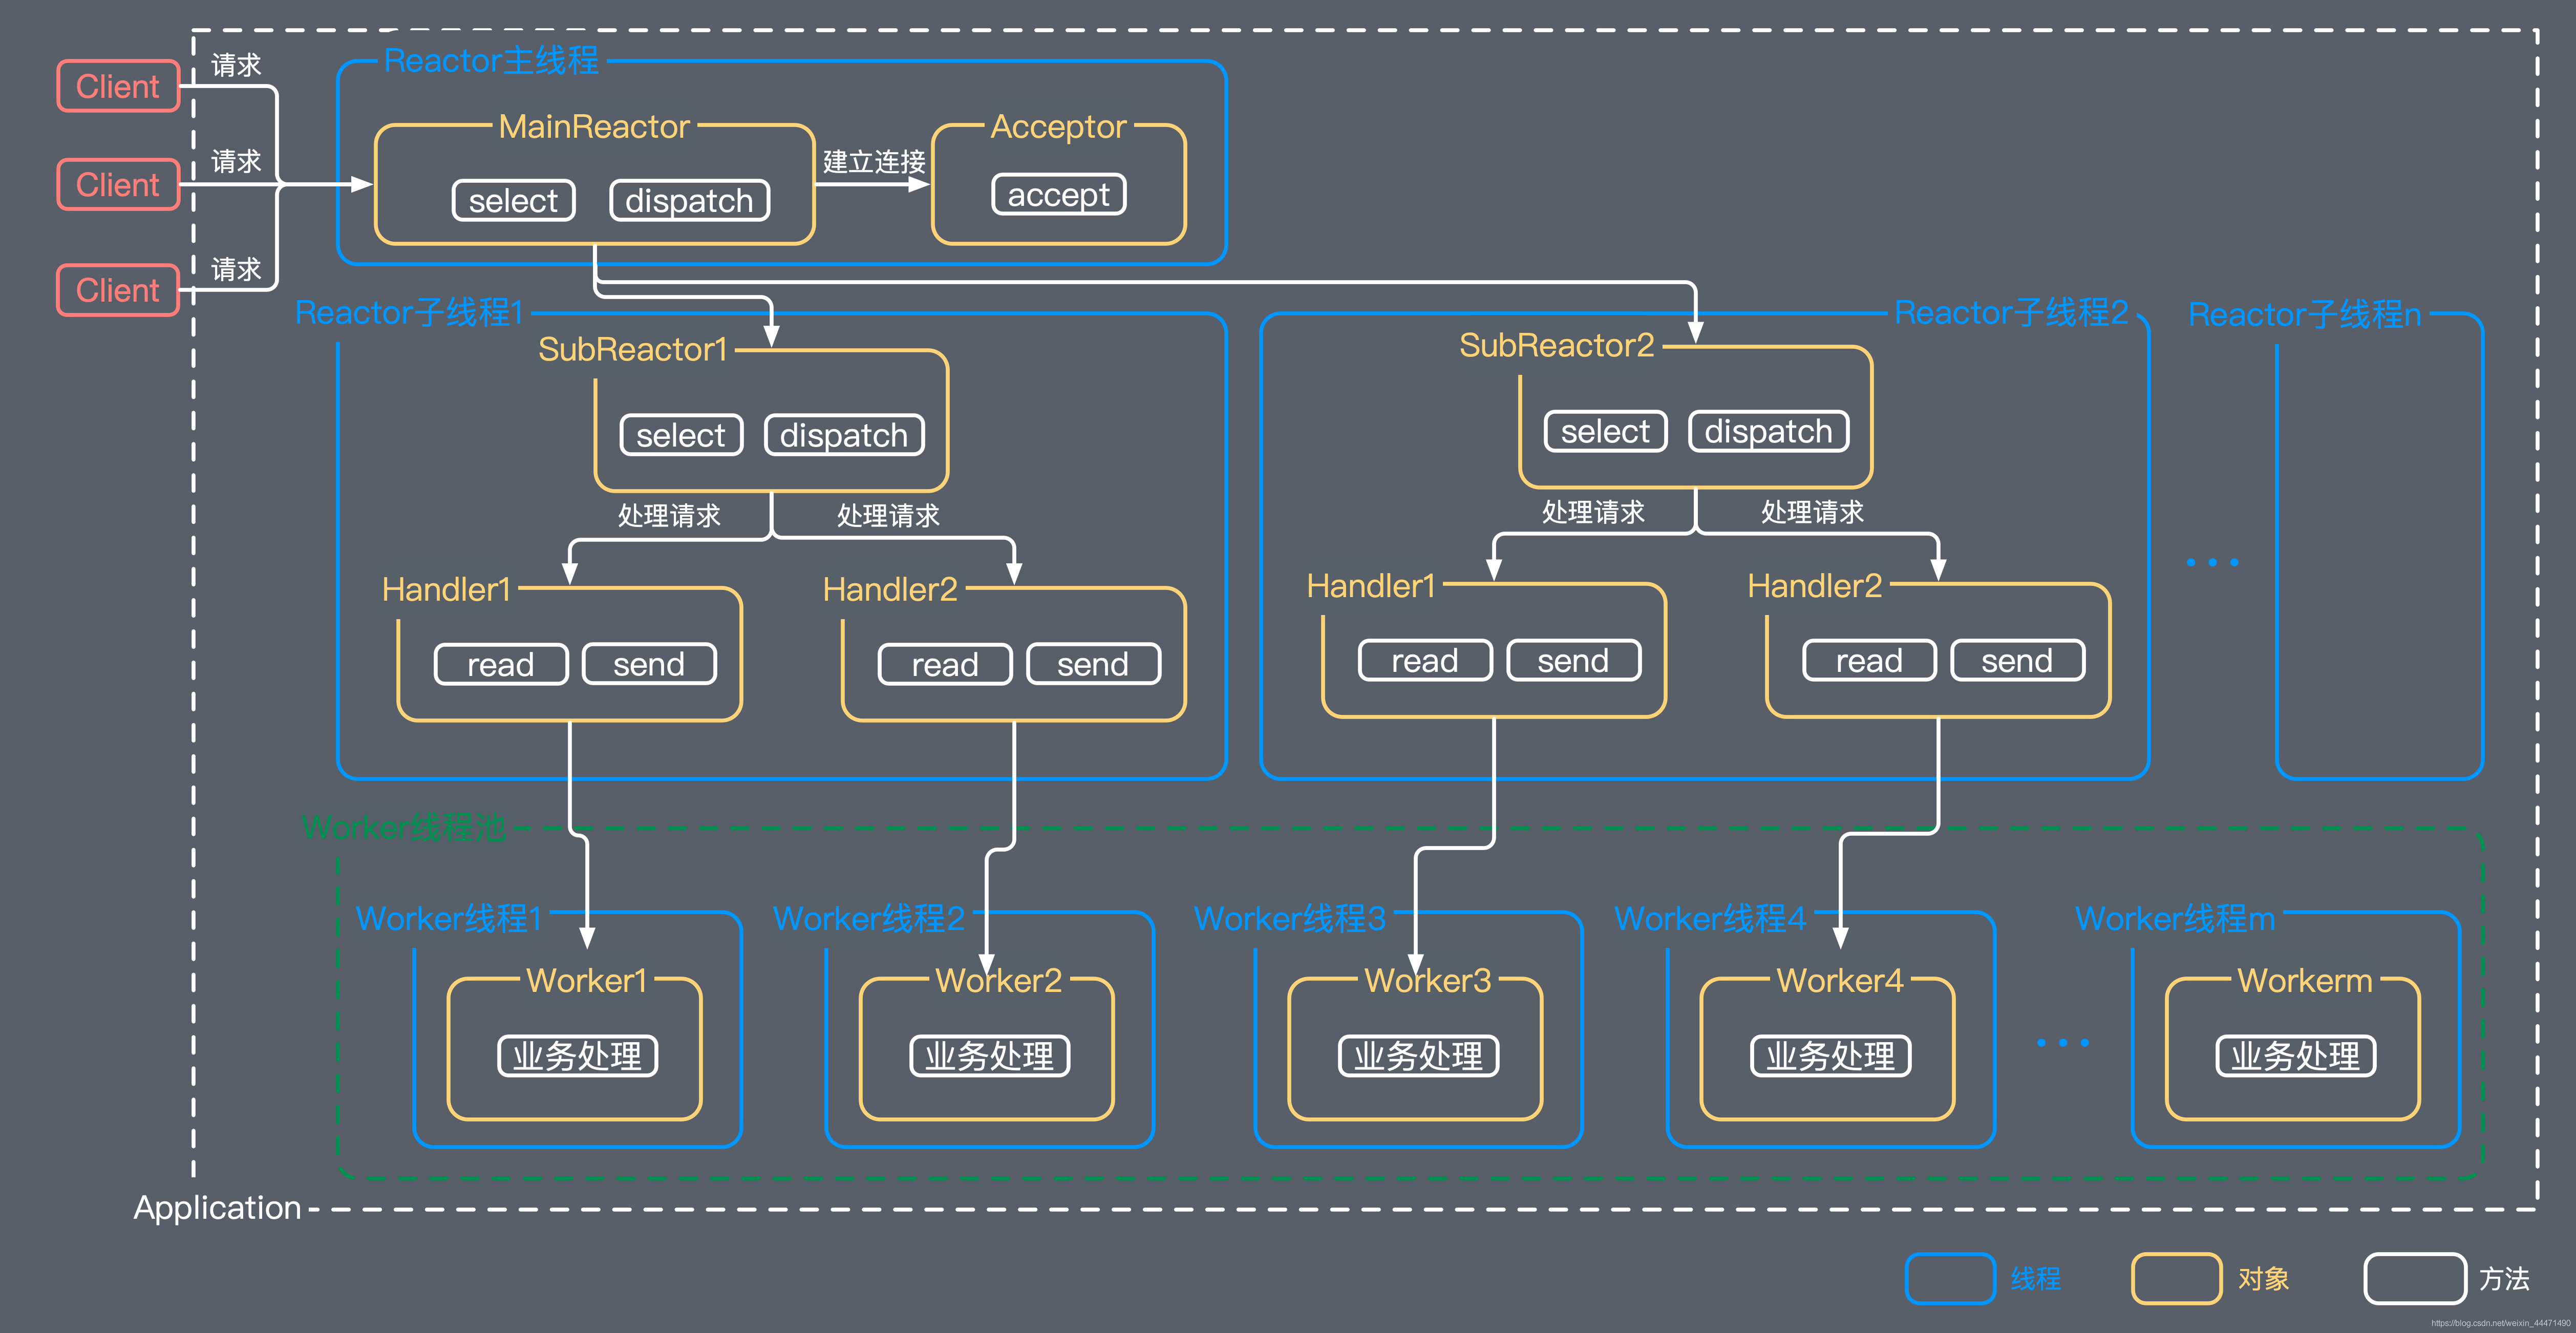 Client
请求
Client
请求
Client
请求
Reactor主线程
MainReactor
select
dispatch
建立连接
Acceptor
accept
Reactor子线程1
SubReactor1
select
dispatch
处理请求
处理请求
Handler1
read
send
Handler2
read
send
Reactor子线程2
SubReactor2
select
dispatch
处理请求
处理请求
Handler1
read
send
Handler2
read
send
Reactor子线程n
Worker线程池
Worker线程1
Worker1
业务处理
Worker线程2
Worker2
业务处理
Worker线程3
Worker3
业务处理
Worker线程4
Worker4
业务处理
Worker线程m
Workerm
业务处理
Application
线程
对象
方法
https://blog.csdn.net/weixin_44471490